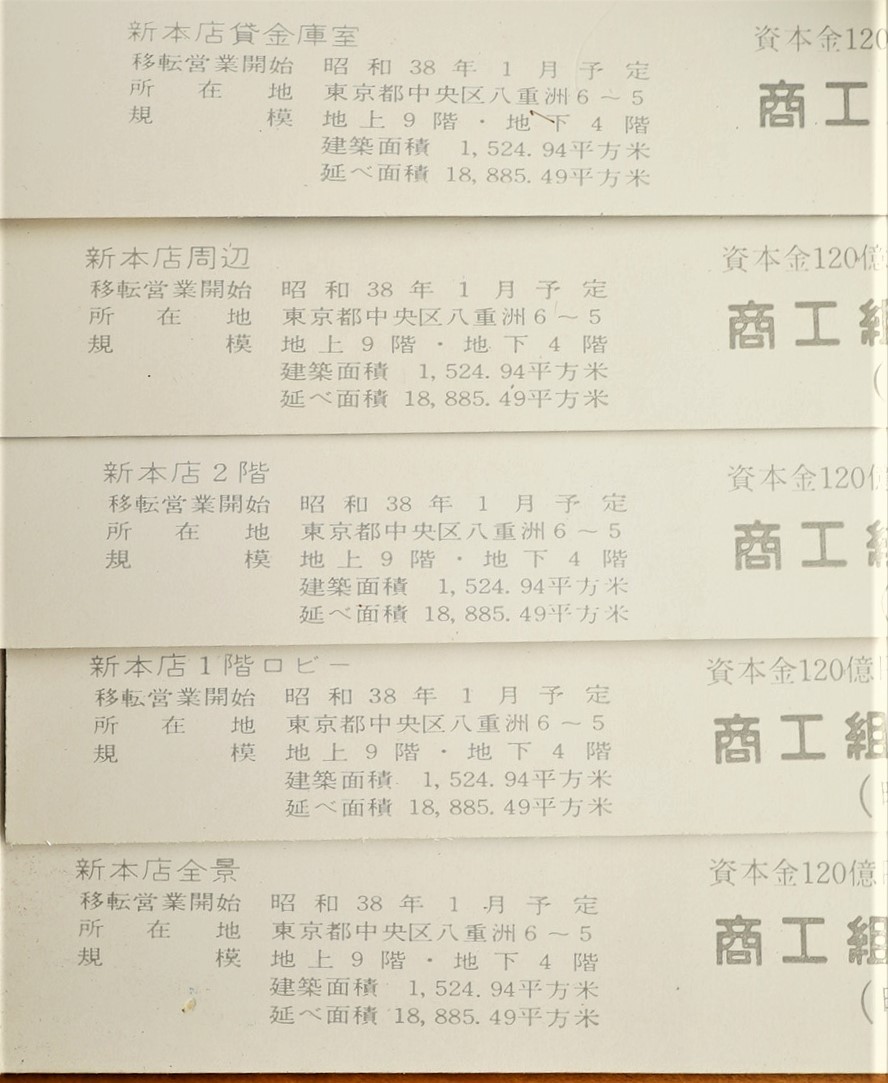 新本店貸金庫室
移転営業開始 昭和38年1月予定
所在地 東京都中央区八重洲6~5
規模 地上9階・地下4階
建築面積 1,524.94平方米
延べ面積 18,885.49平方米
資本金120
商工
新本店周辺
移転営業開始 昭和38年1月予定
所在地 東京都中央区八重洲6~5
規模 地上9階・地下4階
建築面積 1,524.94平方米
延べ面積 18,885.49平方米
資本金120億
商工組
(
新本店2階
移転営業開始 昭和38年1月予定
所在地 東京都中央区八重洲6~5
規模 地上9階・地下4階
建築面積 1,524.94平方米
延べ面積 18,885.49平方米
資本金120億
商工組
新本店1階ロビー
移転営業開始 昭和38年1月予定
所在地 東京都中央区八重洲6~5
規模 地上9階・地下4階
建築面積 1,524.94平方米
延べ面積 18,885.49平方米
資本金120億
商工組
(
新本店全景
移転営業開始 昭和38年1月予定
所在地 東京都中央区八重洲6~5
規模 地上9階・地下4階
建築面積 1,524.94平方米
延べ面積 18,885.49平方米
資本金120億
商工組
(